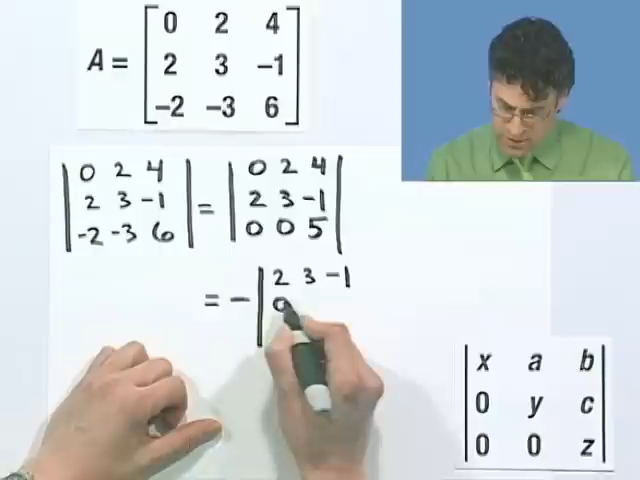 A = [0 2 4
2 3 −1
−2 −3 6]
|0 2 4
2 3 -1
-2 -3 6| = |0 2 4
2 3 -1
0 0 5|
= - |2 3 -1
0
|x a b
0 y c
0 0 z|